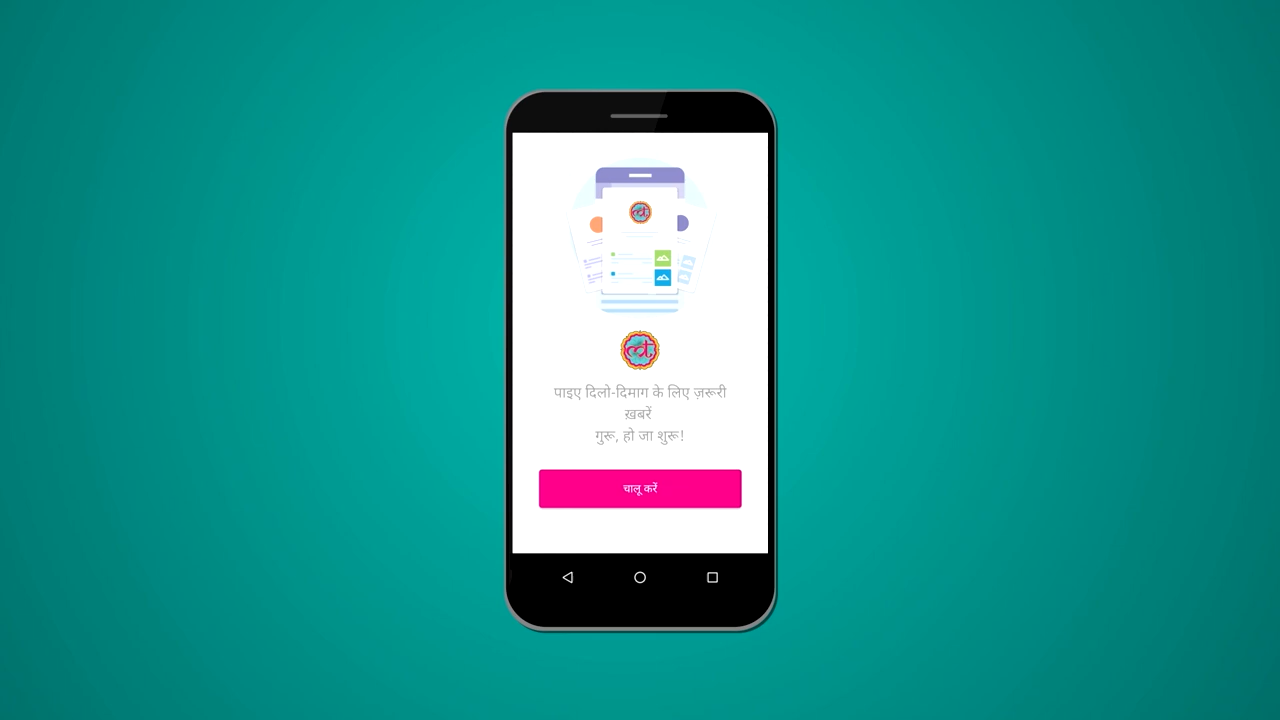 पाइए दिलो-दिमाग के लिए ज़रूरी
ख़बरें
गुरू, हो जा शुरू!
चालू करें